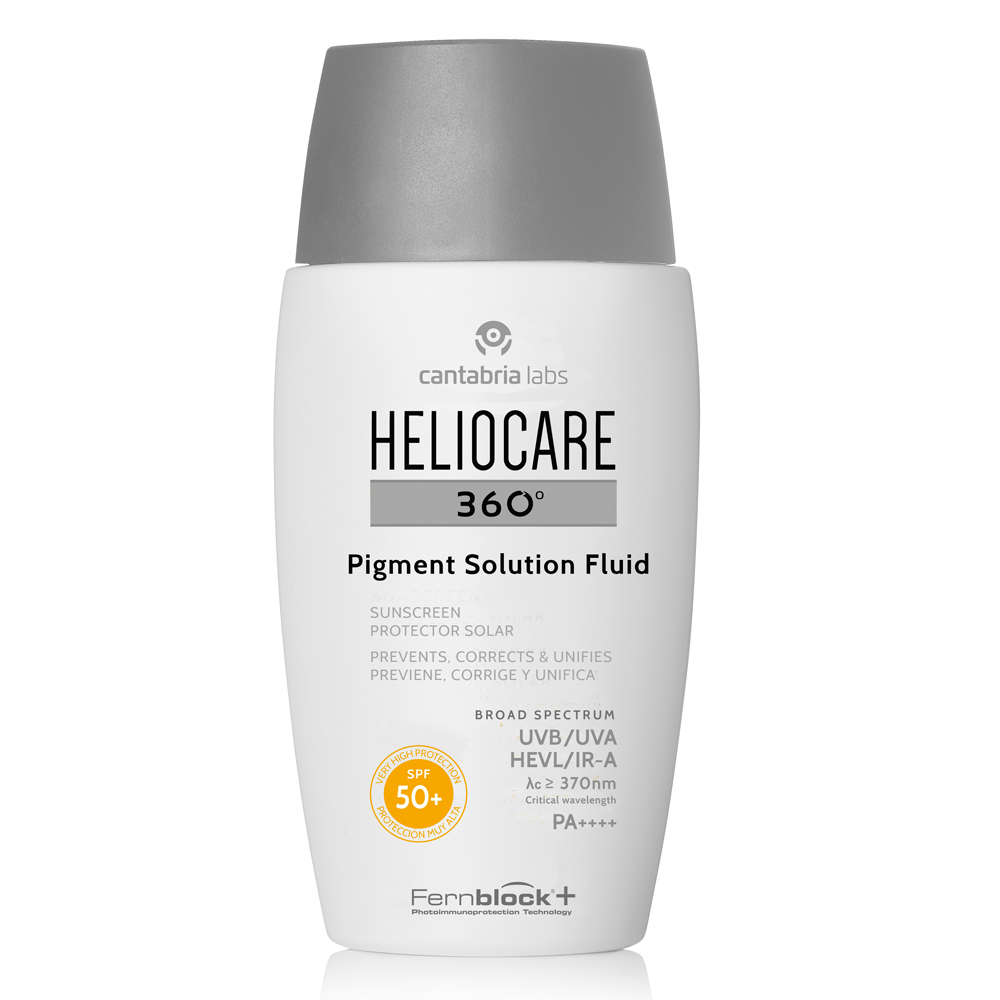 cantabria labs
HELIOCARE
360º
Pigment Solution Fluid
SUNSCREEN
PROTECTOR SOLAR
PREVENTS, CORRECTS & UNIFIES
PREVIENE, CORRIGE Y UNIFICA
BROAD SPECTRUM
UVB/UVA
HEVL/IR-A
λc ≥ 370nm
Critical wavelength
PA++++
VERY HIGH PROTECTION
SPF
50+
PROTECCIÓN MUY ALTA
Fernblock®+
Photoimmunoprotection Technology